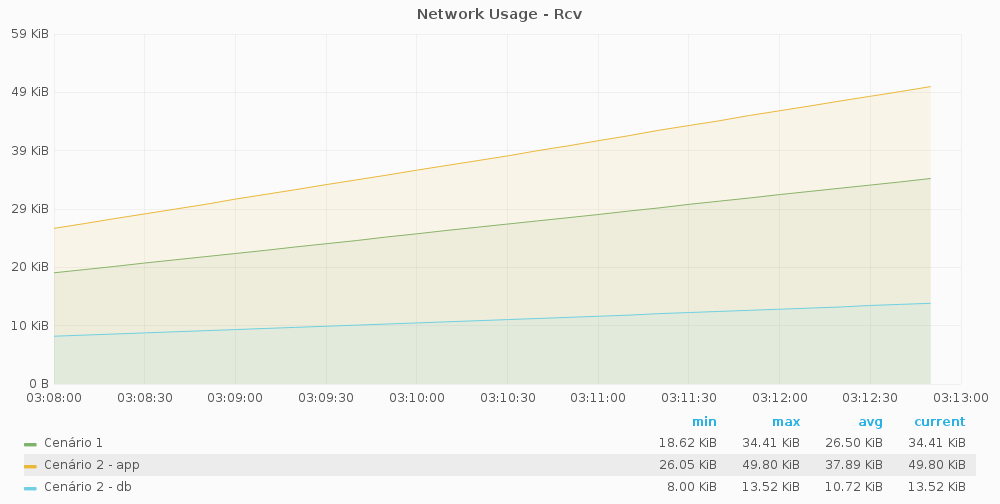 Network Usage - Rcv
59 KiB
49 KiB
39 KiB
29 KiB
20 KiB
10 KiB
0 B
03:08:00 03:08:30 03:09:00 03:09:30 03:10:00 03:10:30 03:11:00 03:11:30 03:12:00 03:12:30 03:13:00
min max avg current
Cenário 1 18.62 KiB 34.41 KiB 26.50 KiB 34.41 KiB
Cenário 2 - app 26.05 KiB 49.80 KiB 37.89 KiB 49.80 KiB
Cenário 2 - db 8.00 KiB 13.52 KiB 10.72 KiB 13.52 KiB